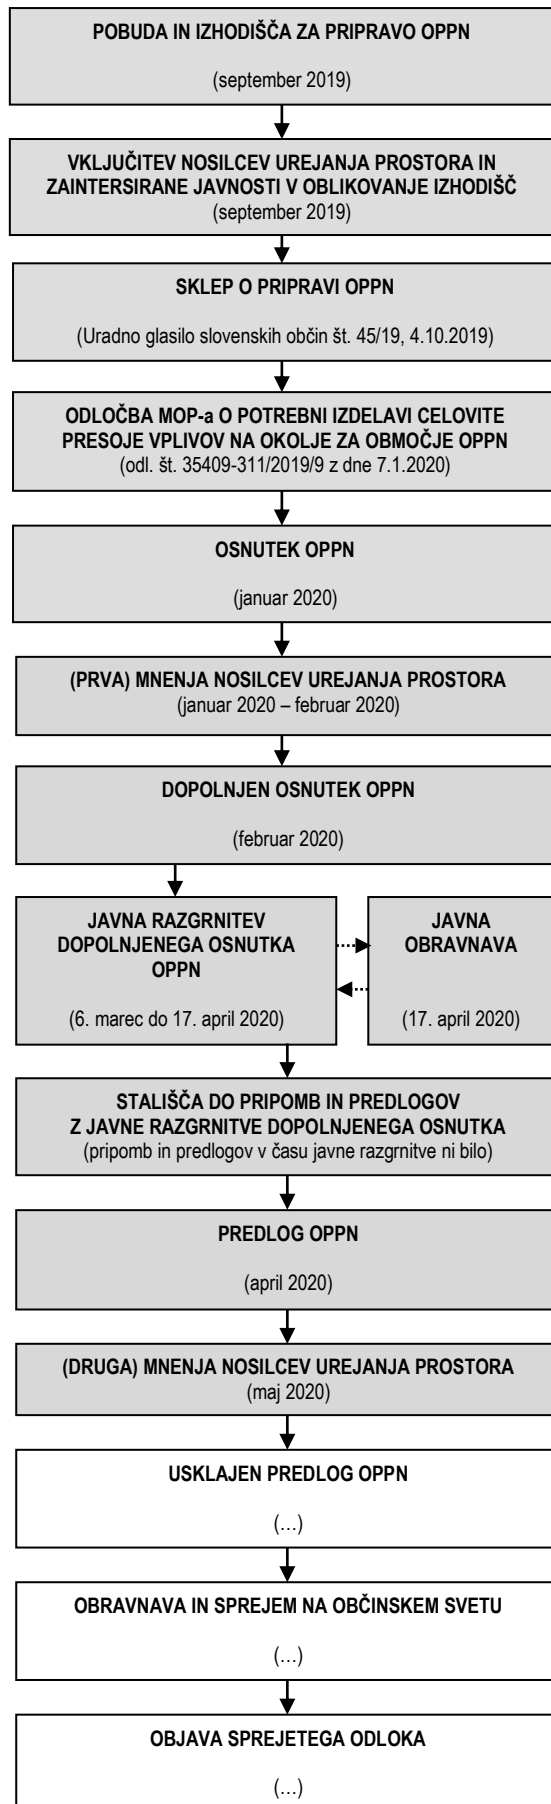 POBUDA IN IZHODIŠČA ZA PRIPRAVO OPPN
(september 2019)
VKLJUČITEV NOSILCEV UREJANJA PROSTORA IN
ZAINTERSIRANE JAVNOSTI V OBLIKOVANJE IZHODIŠČ
(september 2019)
SKLEP O PRIPRAVI OPPN
(Uradno glasilo slovenskih občin št. 45/19, 4.10.2019)
ODLOČBA MOP-a O POTREBNI IZDELAVI CELOVITE
PRESOJE VPLIVOV NA OKOLJE ZA OBMOČJE OPPN
(odl. št. 35409-311/2019/9 z dne 7.1.2020)
OSNUTEK OPPN
(januar 2020)
(PRVA) MNENJA NOSILCEV UREJANJA PROSTORA
(januar 2020 – februar 2020)
DOPOLNJEN OSNUTEK OPPN
(februar 2020)
JAVNA RAZGRNITEV
DOPOLNJENEGA OSNUTKA
OPPN
(6. marec do 17. april 2020)
JAVNA
OBRAVNAVA
(17. april 2020)
STALIŠČA DO PRIPOMB IN PREDLOGOV
Z JAVNE RAZGRNITVE DOPOLNJENEGA OSNUTKA
(pripomb in predlogov v času javne razgrnitve ni bilo)
PREDLOG OPPN
(april 2020)
(DRUGA) MNENJA NOSILCEV UREJANJA PROSTORA
(maj 2020)
USKLAJEN PREDLOG OPPN
(…)
OBRAVNAVA IN SPREJEM NA OBČINSKEM SVETU
(…)
OBJAVA SPREJETEGA ODLOKA
(…)